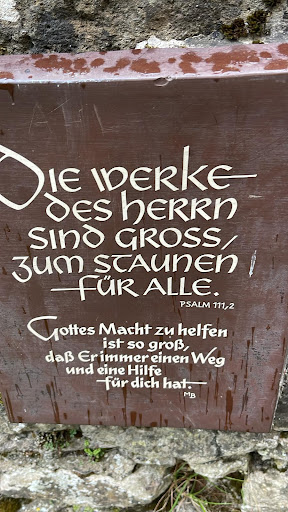 Die Werke
des Herrn
sind gross,
zum Staunen
für alle.
PSALM 111,2
Gottes Macht zu helfen
ist so groß,
daß Er immer einen Weg
und eine Hilfe
für dich hat.
MB